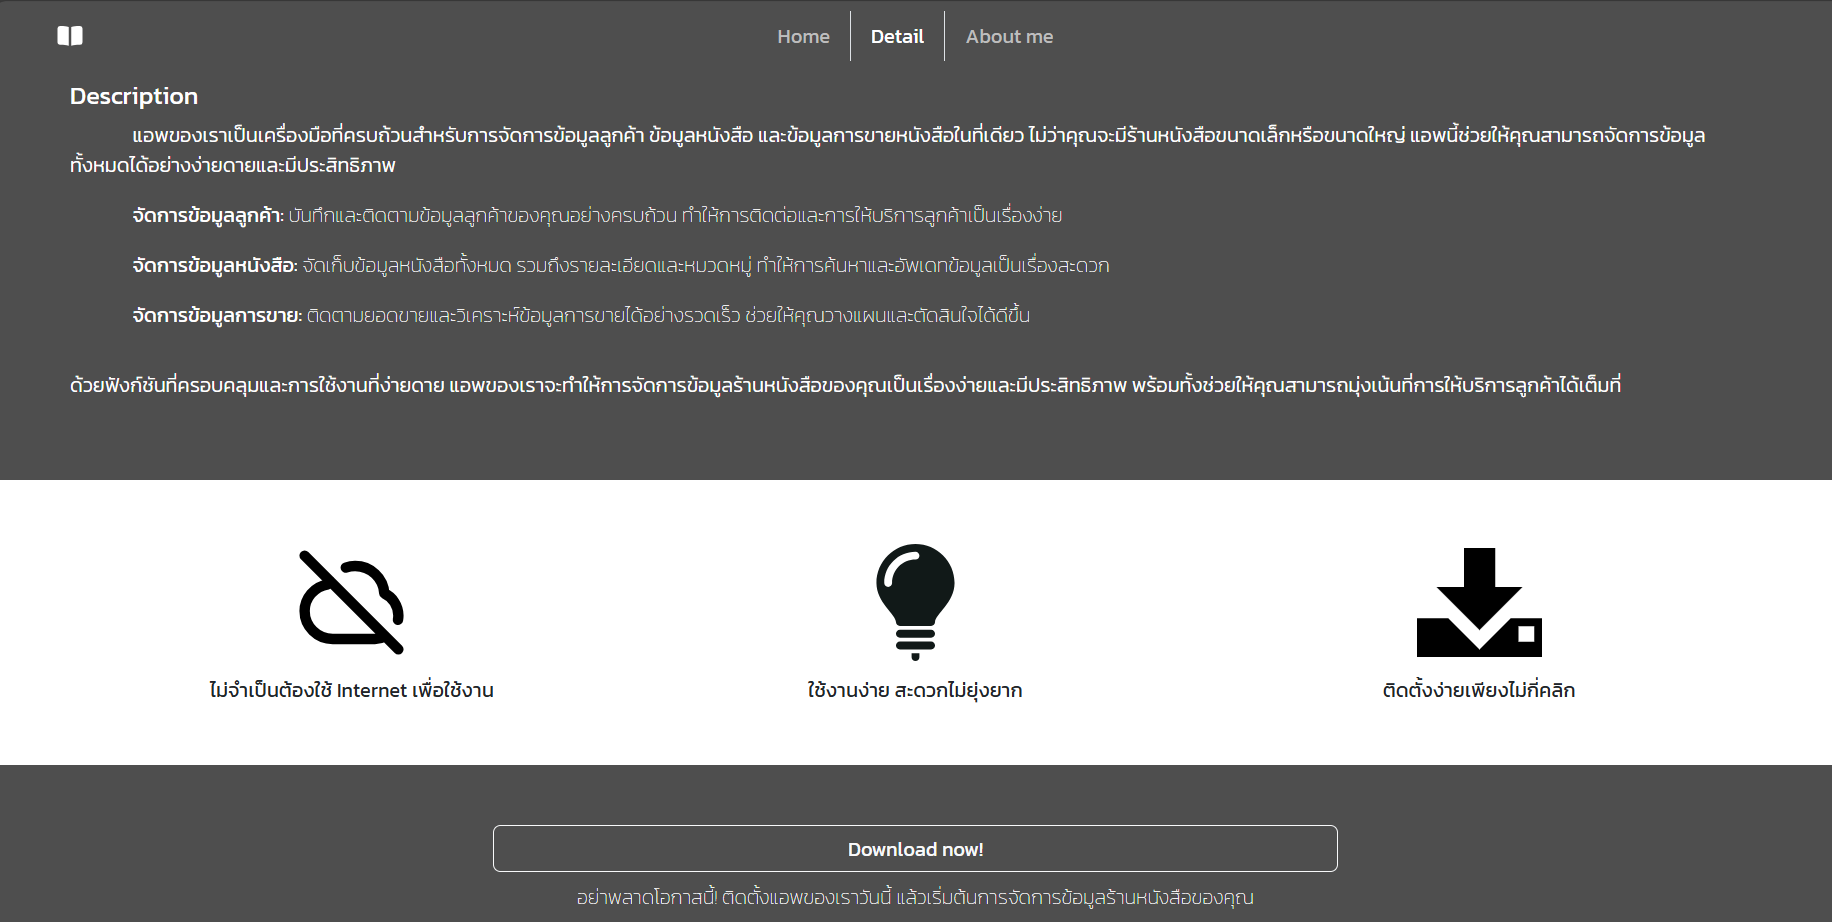 Home
Detail
About me
Description
แอพของเราเป็นเครื่องมือที่ครบถ้วนสำหรับการจัดการข้อมูลลูกค้า ข้อมูลหนังสือ และข้อมูลการขายหนังสือในที่เดียว ไม่ว่าคุณจะมีร้านหนังสือขนาดเล็กหรือขนาดใหญ่ แอพนี้ช่วยให้คุณสามารถจัดการข้อมูล
ทั้งหมดได้อย่างง่ายดายและมีประสิทธิภาพ
จัดการข้อมูลลูกค้า: บันทึกและติดตามข้อมูลลูกค้าของคุณอย่างครบถ้วน ทำให้การติดต่อและการให้บริการลูกค้าเป็นเรื่องง่าย
จัดการข้อมูลหนังสือ: จัดเก็บข้อมูลหนังสือทั้งหมด รวมถึงรายละเอียดและหมวดหมู่ ทำให้การค้นหาและอัพเดทข้อมูลเป็นเรื่องสะดวก
จัดการข้อมูลการขาย: ติดตามยอดขายและวิเคราะห์ข้อมูลการขายได้อย่างรวดเร็ว ช่วยให้คุณวางแผนและตัดสินใจได้ดีขึ้น
ด้วยฟังก์ชันที่ครอบคลุมและการใช้งานที่ง่ายดาย แอพของเราจะทำให้การจัดการข้อมูลร้านหนังสือของคุณเป็นเรื่องง่ายและมีประสิทธิภาพ พร้อมทั้งช่วยให้คุณสามารถมุ่งเน้นที่การให้บริการลูกค้าได้เต็มที่
ไม่จำเป็นต้องใช้ Internet เพื่อใช้งาน
ใช้งานง่าย สะดวกไม่ยุ่งยาก
ติดตั้งง่ายเพียงไม่กี่คลิก
Download now!
อย่าพลาดโอกาสนี้! ติดตั้งแอพของเราวันนี้ แล้วเริ่มต้นการจัดการข้อมูลร้านหนังสือของคุณ